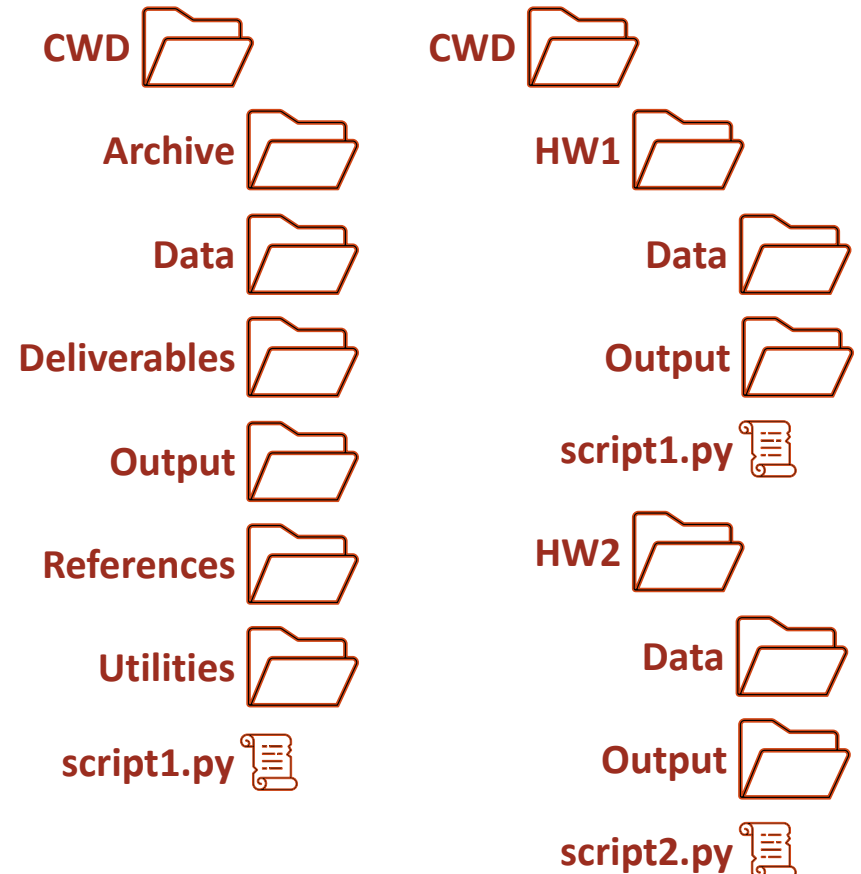 CWD
Archive
Data
Deliverables
Output
References
Utilities
script1.py
CWD
HW1
Data
Output
script1.py
HW2
Data
Output
script2.py